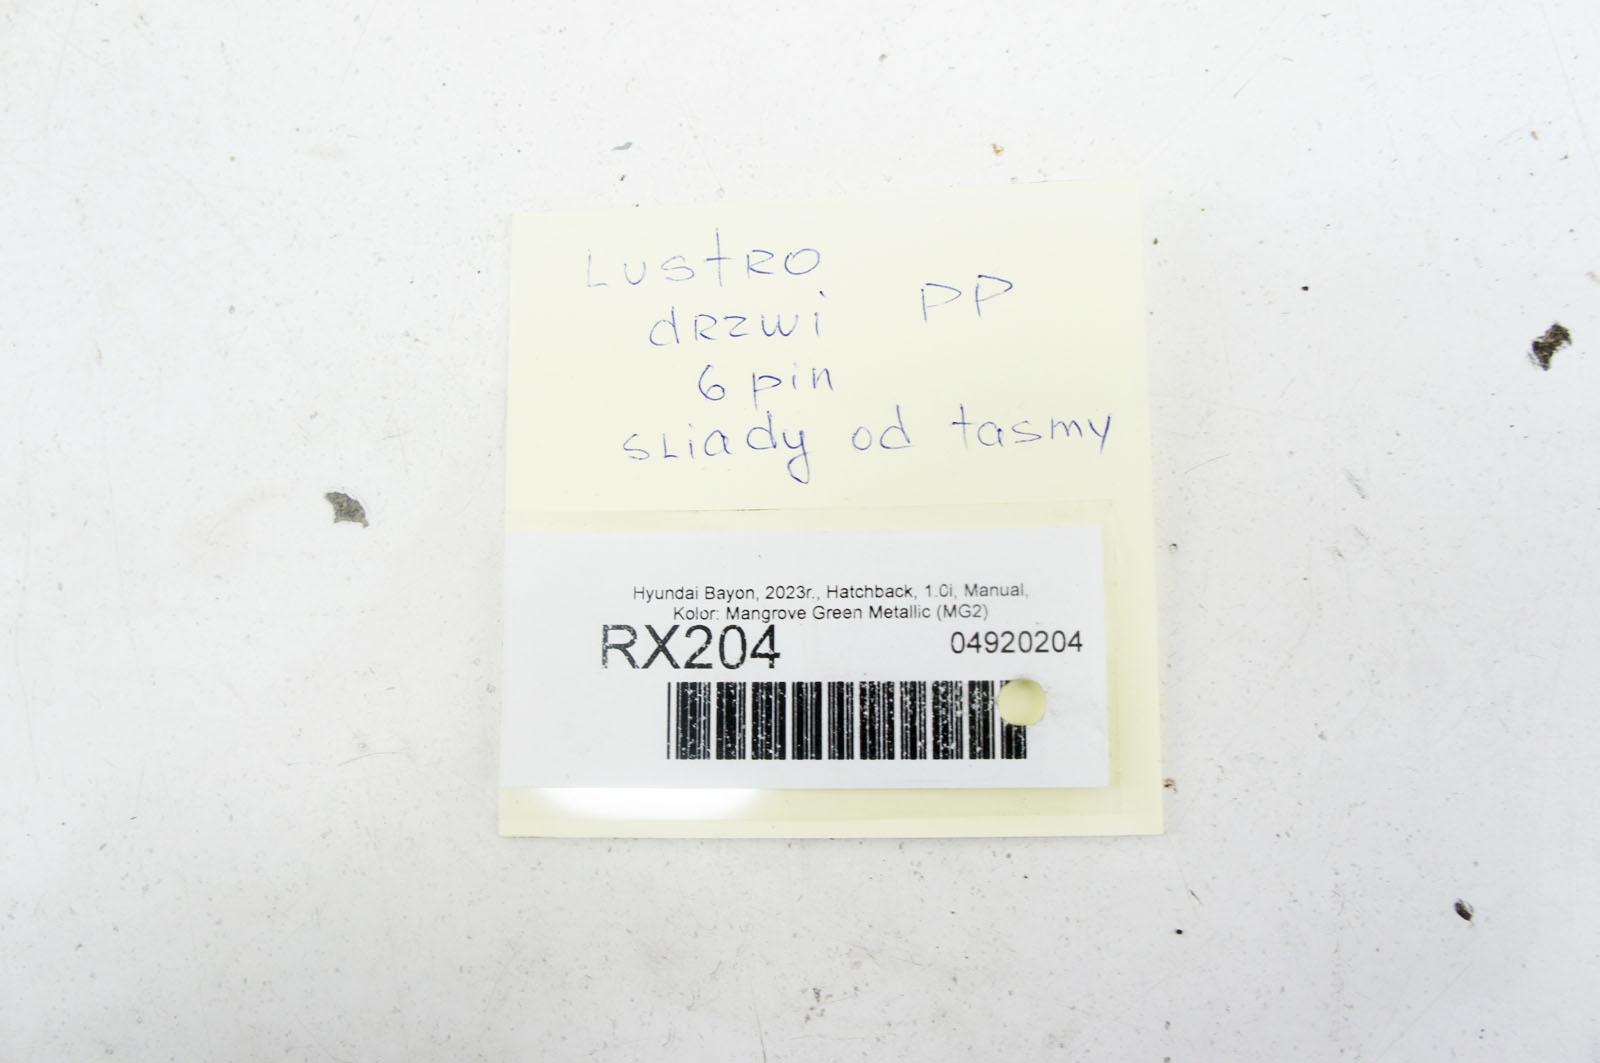 Lustro
drzwi PP
6 pin
sliady od tasmy
Hyundai Bayon, 2023r., Hatchback, 1.0i, Manual,
Kolor: Mangrove Green Metallic (MG2)
RX204 04920204